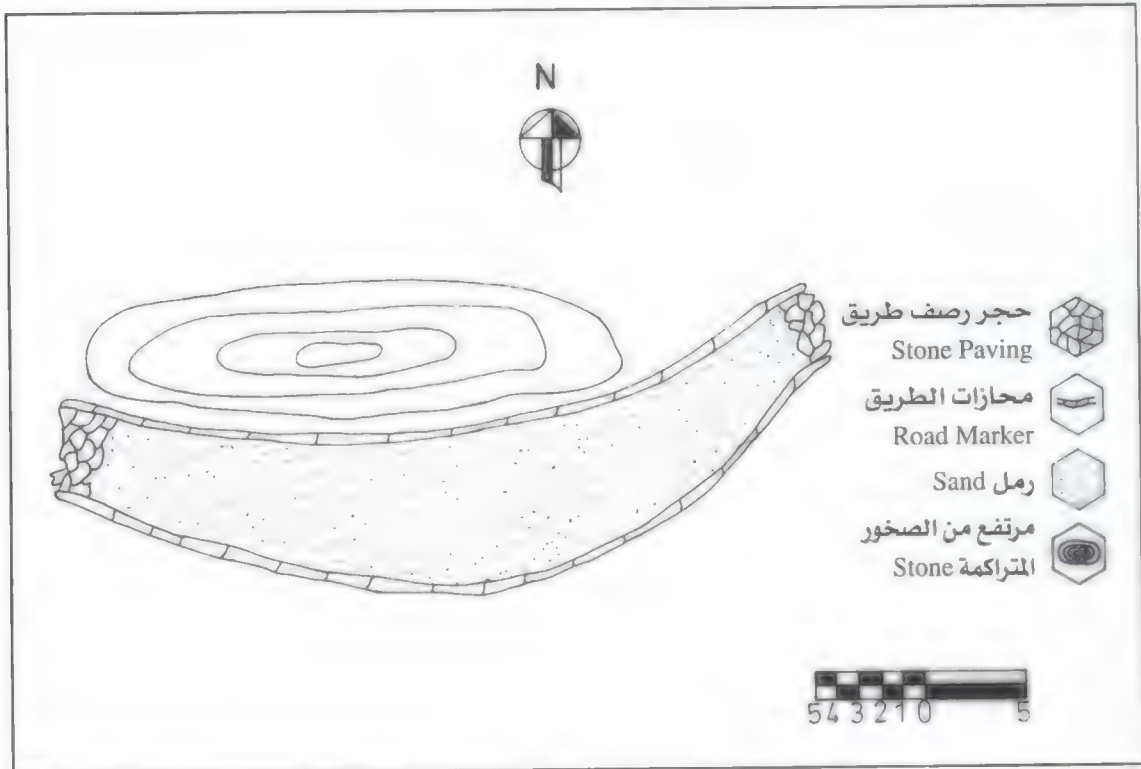 N
حجر رصف طريق
Stone Paving
محازات الطريق
Road Marker
رمل Sand
مرتفع من الصخور
المتراكمة Stone
5 4 3 2 1 0 5